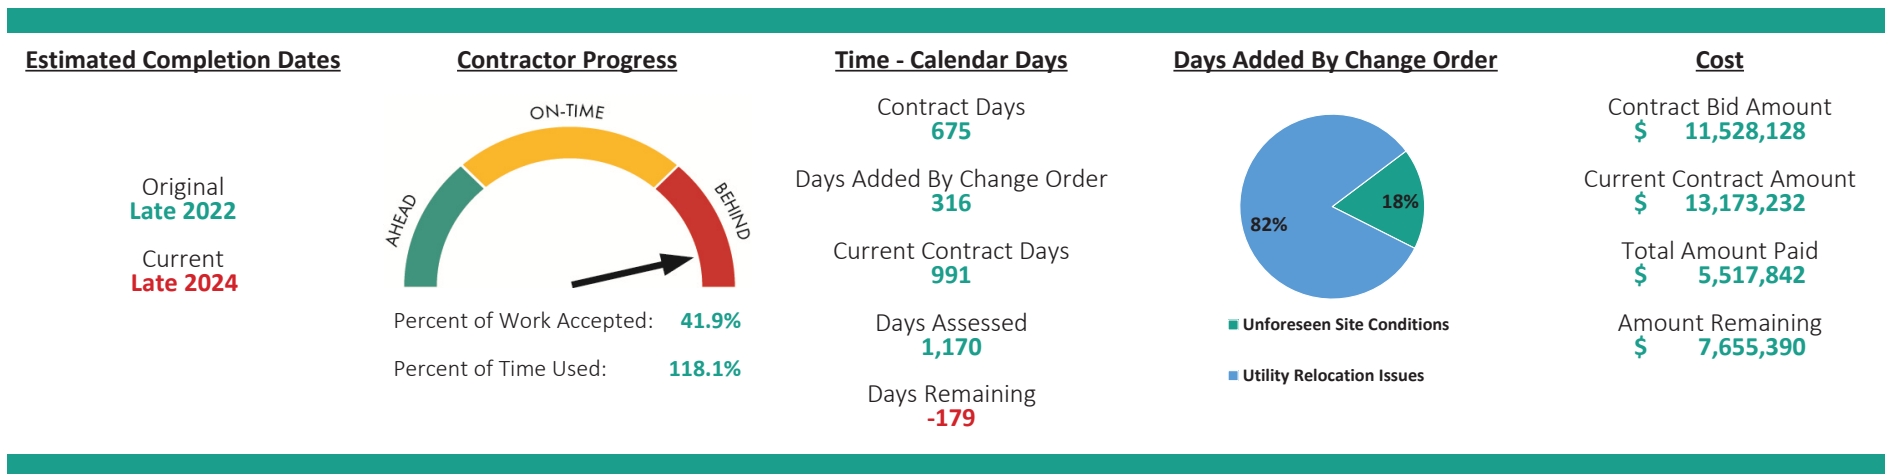 Estimated Completion Dates
Original
Late 2022
Current
Late 2024
Contractor Progress
AHEAD
ON-TIME
BEHIND
Percent of Work Accepted: 41.9%
Percent of Time Used: 118.1%
Time - Calendar Days
Contract Days
675
Days Added By Change Order
316
Current Contract Days
991
Days Assessed
1,170
Days Remaining
-179
Days Added By Change Order
18%
82%
Unforeseen Site Conditions
Utility Relocation Issues
Cost
Contract Bid Amount
$ 11,528,128
Current Contract Amount
$ 13,173,232
Total Amount Paid
$ 5,517,842
Amount Remaining
$ 7,655,390